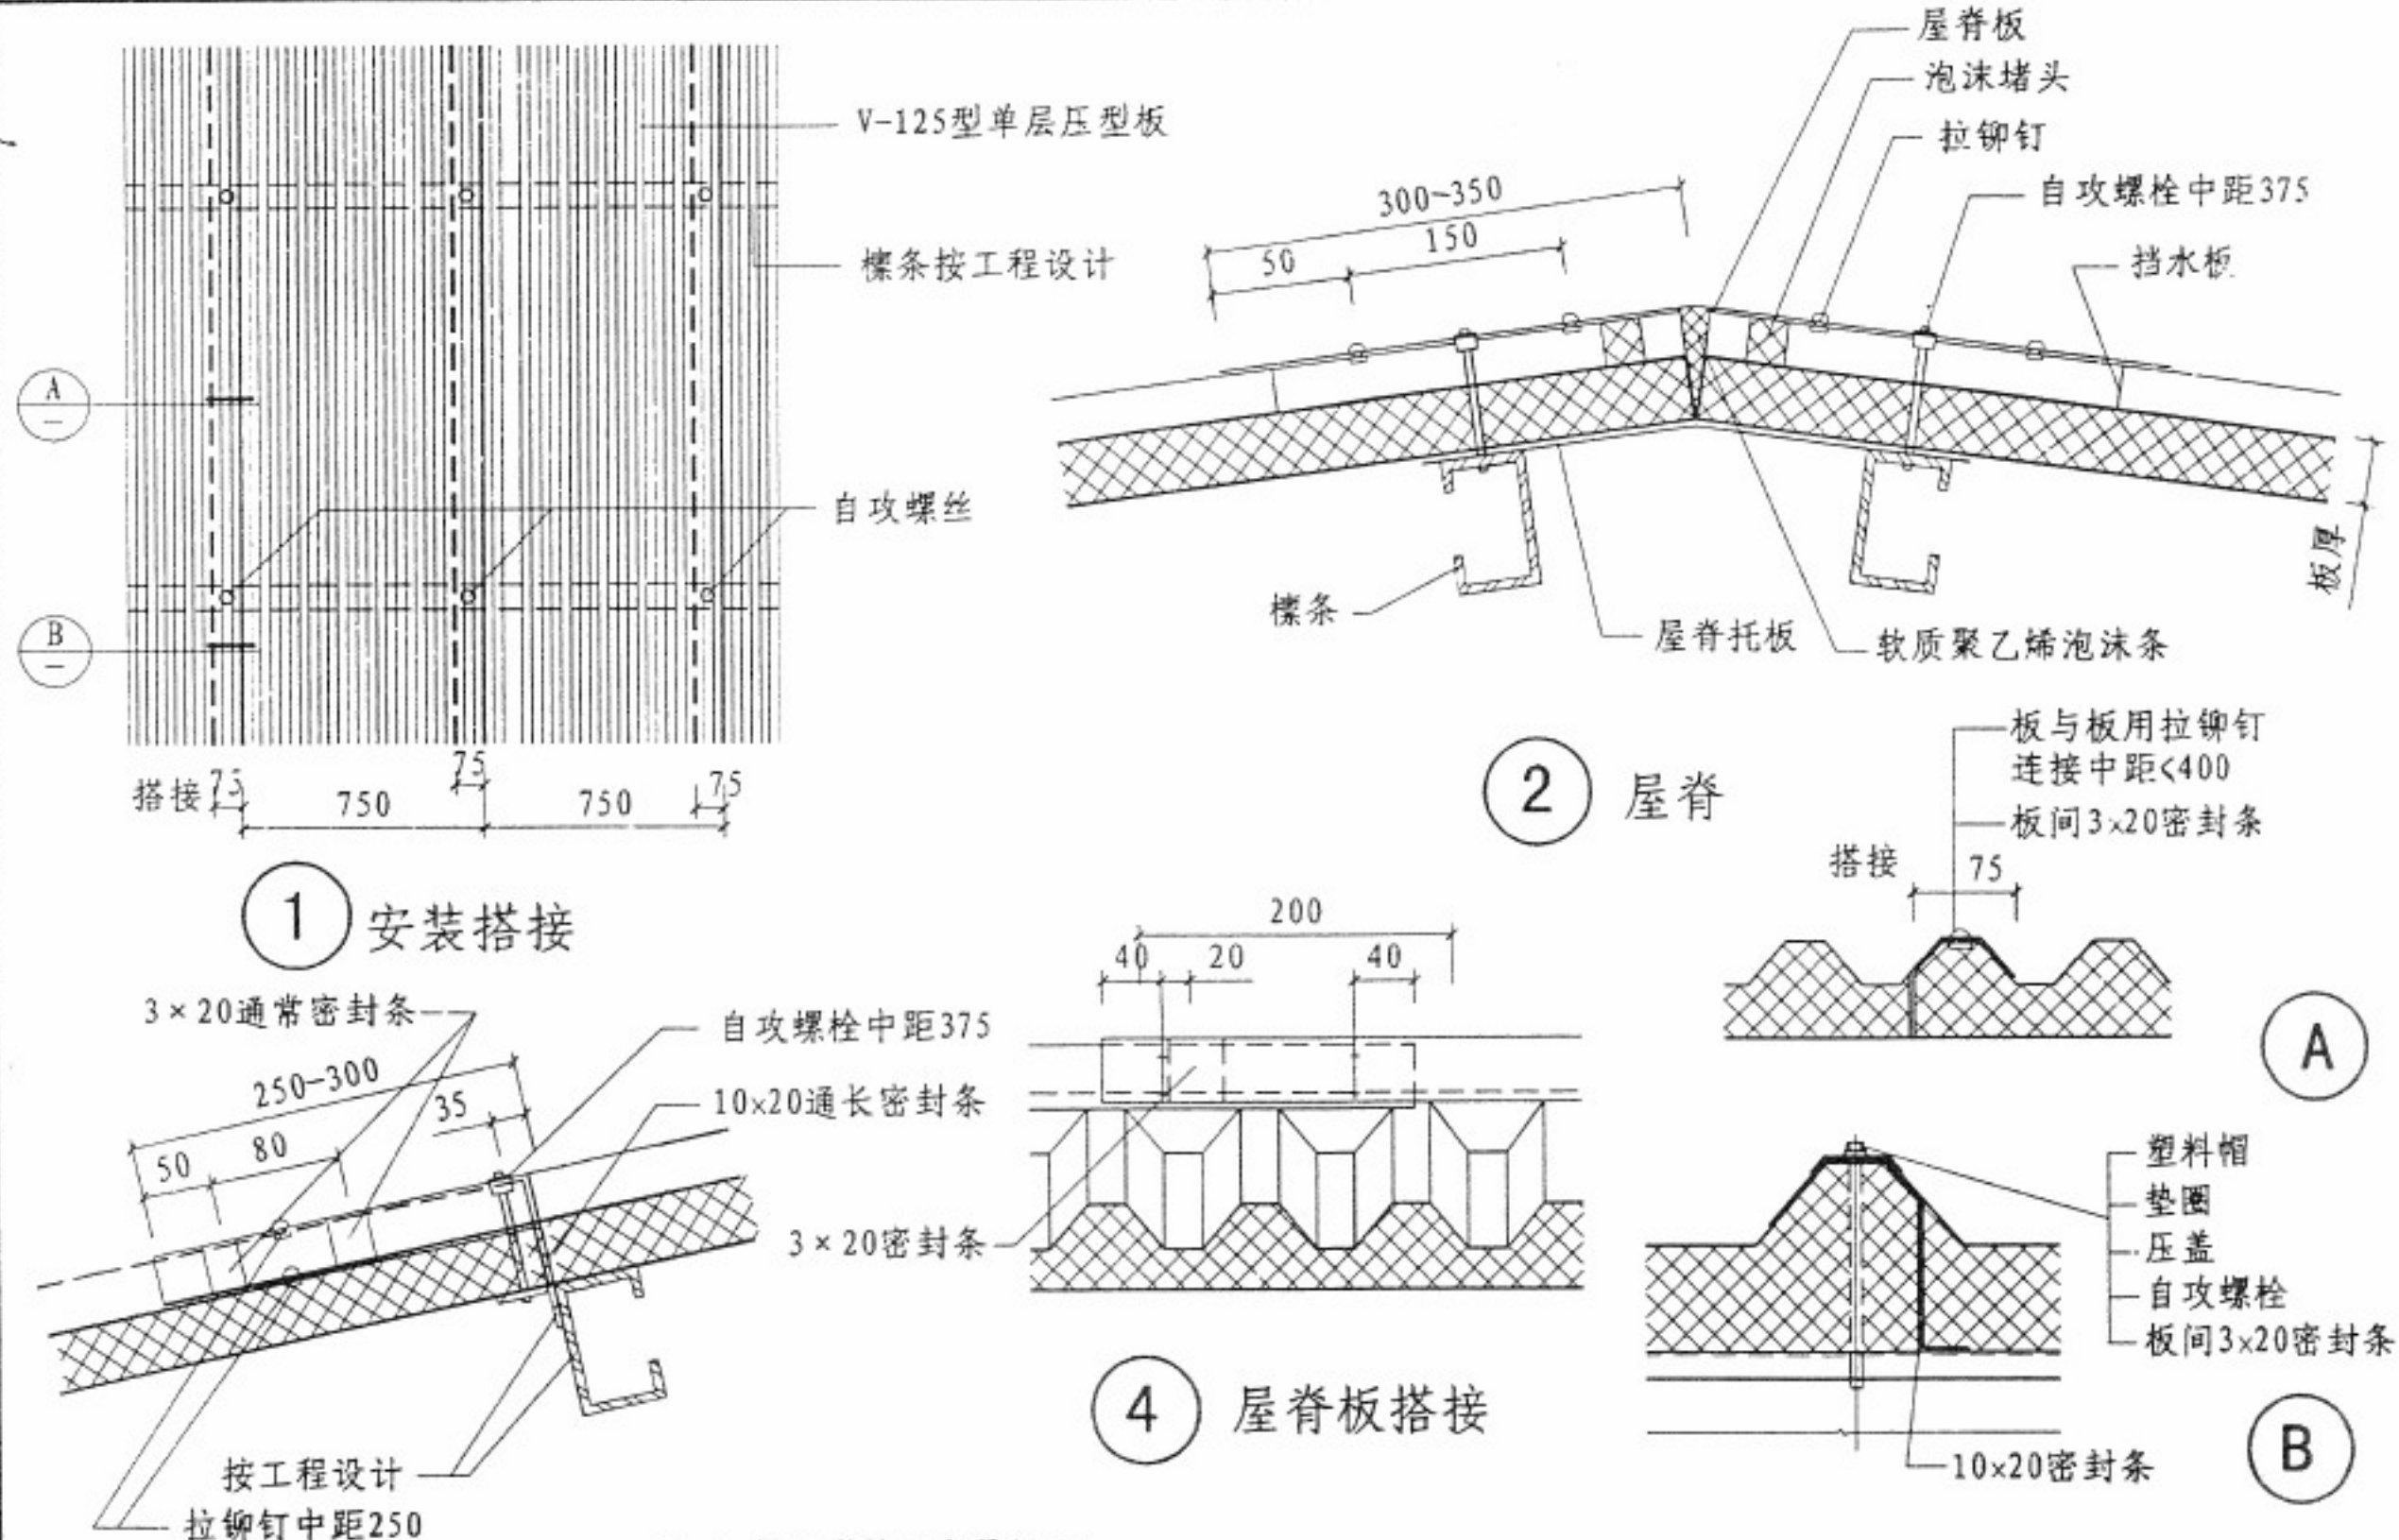 V-125型单层压型板
檩条按工程设计
A
自攻螺丝
B
搭接
75
750
75
750
75
1 安装搭接
屋脊板
泡沫堵头
拉铆钉
自攻螺栓中距375
挡水板
300-350
50
150
板厚
檩条
屋脊托板
软质聚乙烯泡沫条
2 屋脊
板与板用拉铆钉
连接中距<400
板间3×20密封条
搭接
75
A
3×20通常密封条
250-300
35
50
80
自攻螺栓中距375
10×20通长密封条
按工程设计
拉铆钉中距250
200
40
20
40
3×20密封条
4 屋脊板搭接
塑料帽
垫圈
压盖
自攻螺栓
板间3×20密封条
10×20密封条
B